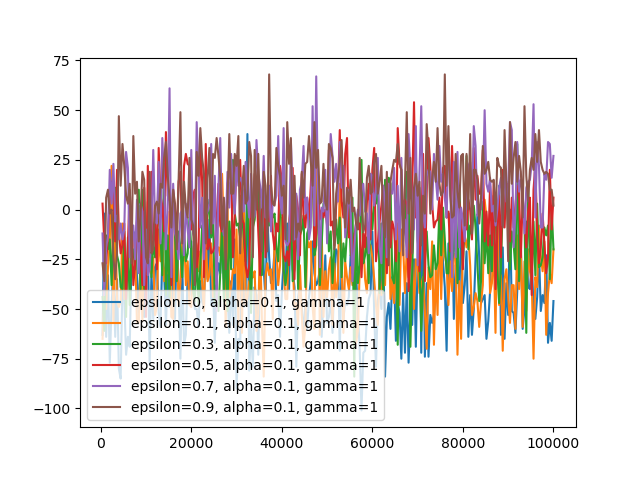 75
50
25
0
−25
−50
−75
−100
epsilon=0, alpha=0.1, gamma=1
epsilon=0.1, alpha=0.1, gamma=1
epsilon=0.3, alpha=0.1, gamma=1
epsilon=0.5, alpha=0.1, gamma=1
epsilon=0.7, alpha=0.1, gamma=1
epsilon=0.9, alpha=0.1, gamma=1
0 20000 40000 60000 80000 100000